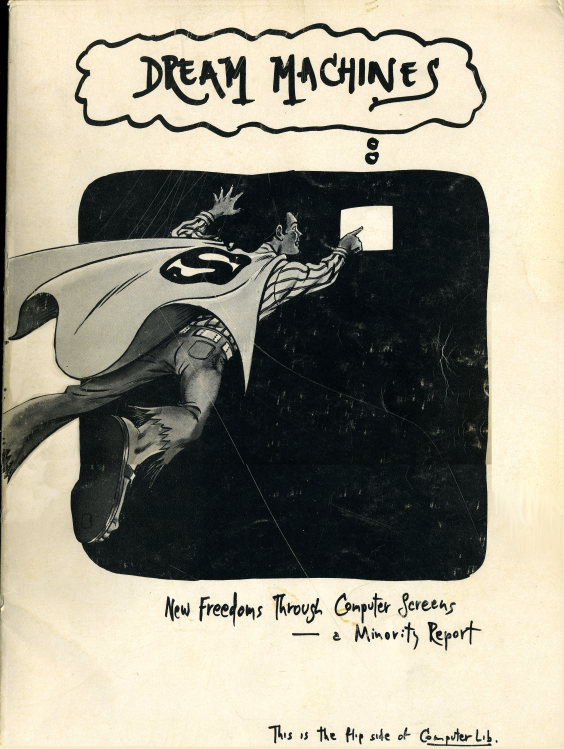 DREAM MACHINES
S
New Freedoms Through Computer Screens
— a Minority Report
This is the flip side of Computer Lib.